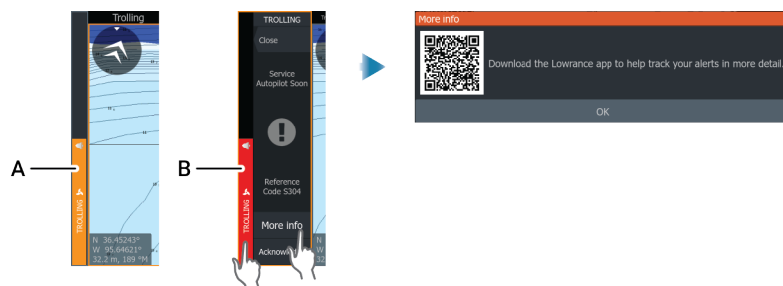 Trolling
A
TROLLING
N 36.45243°
W 95.64621°
32.2 m, 189 °M
B
TROLLING
TROLLING
Close
Service
Autopilot Soon
Reference
Code S304
More info
N
W
32
More info
Download the Lowrance app to help track your alerts in more detail.
OK